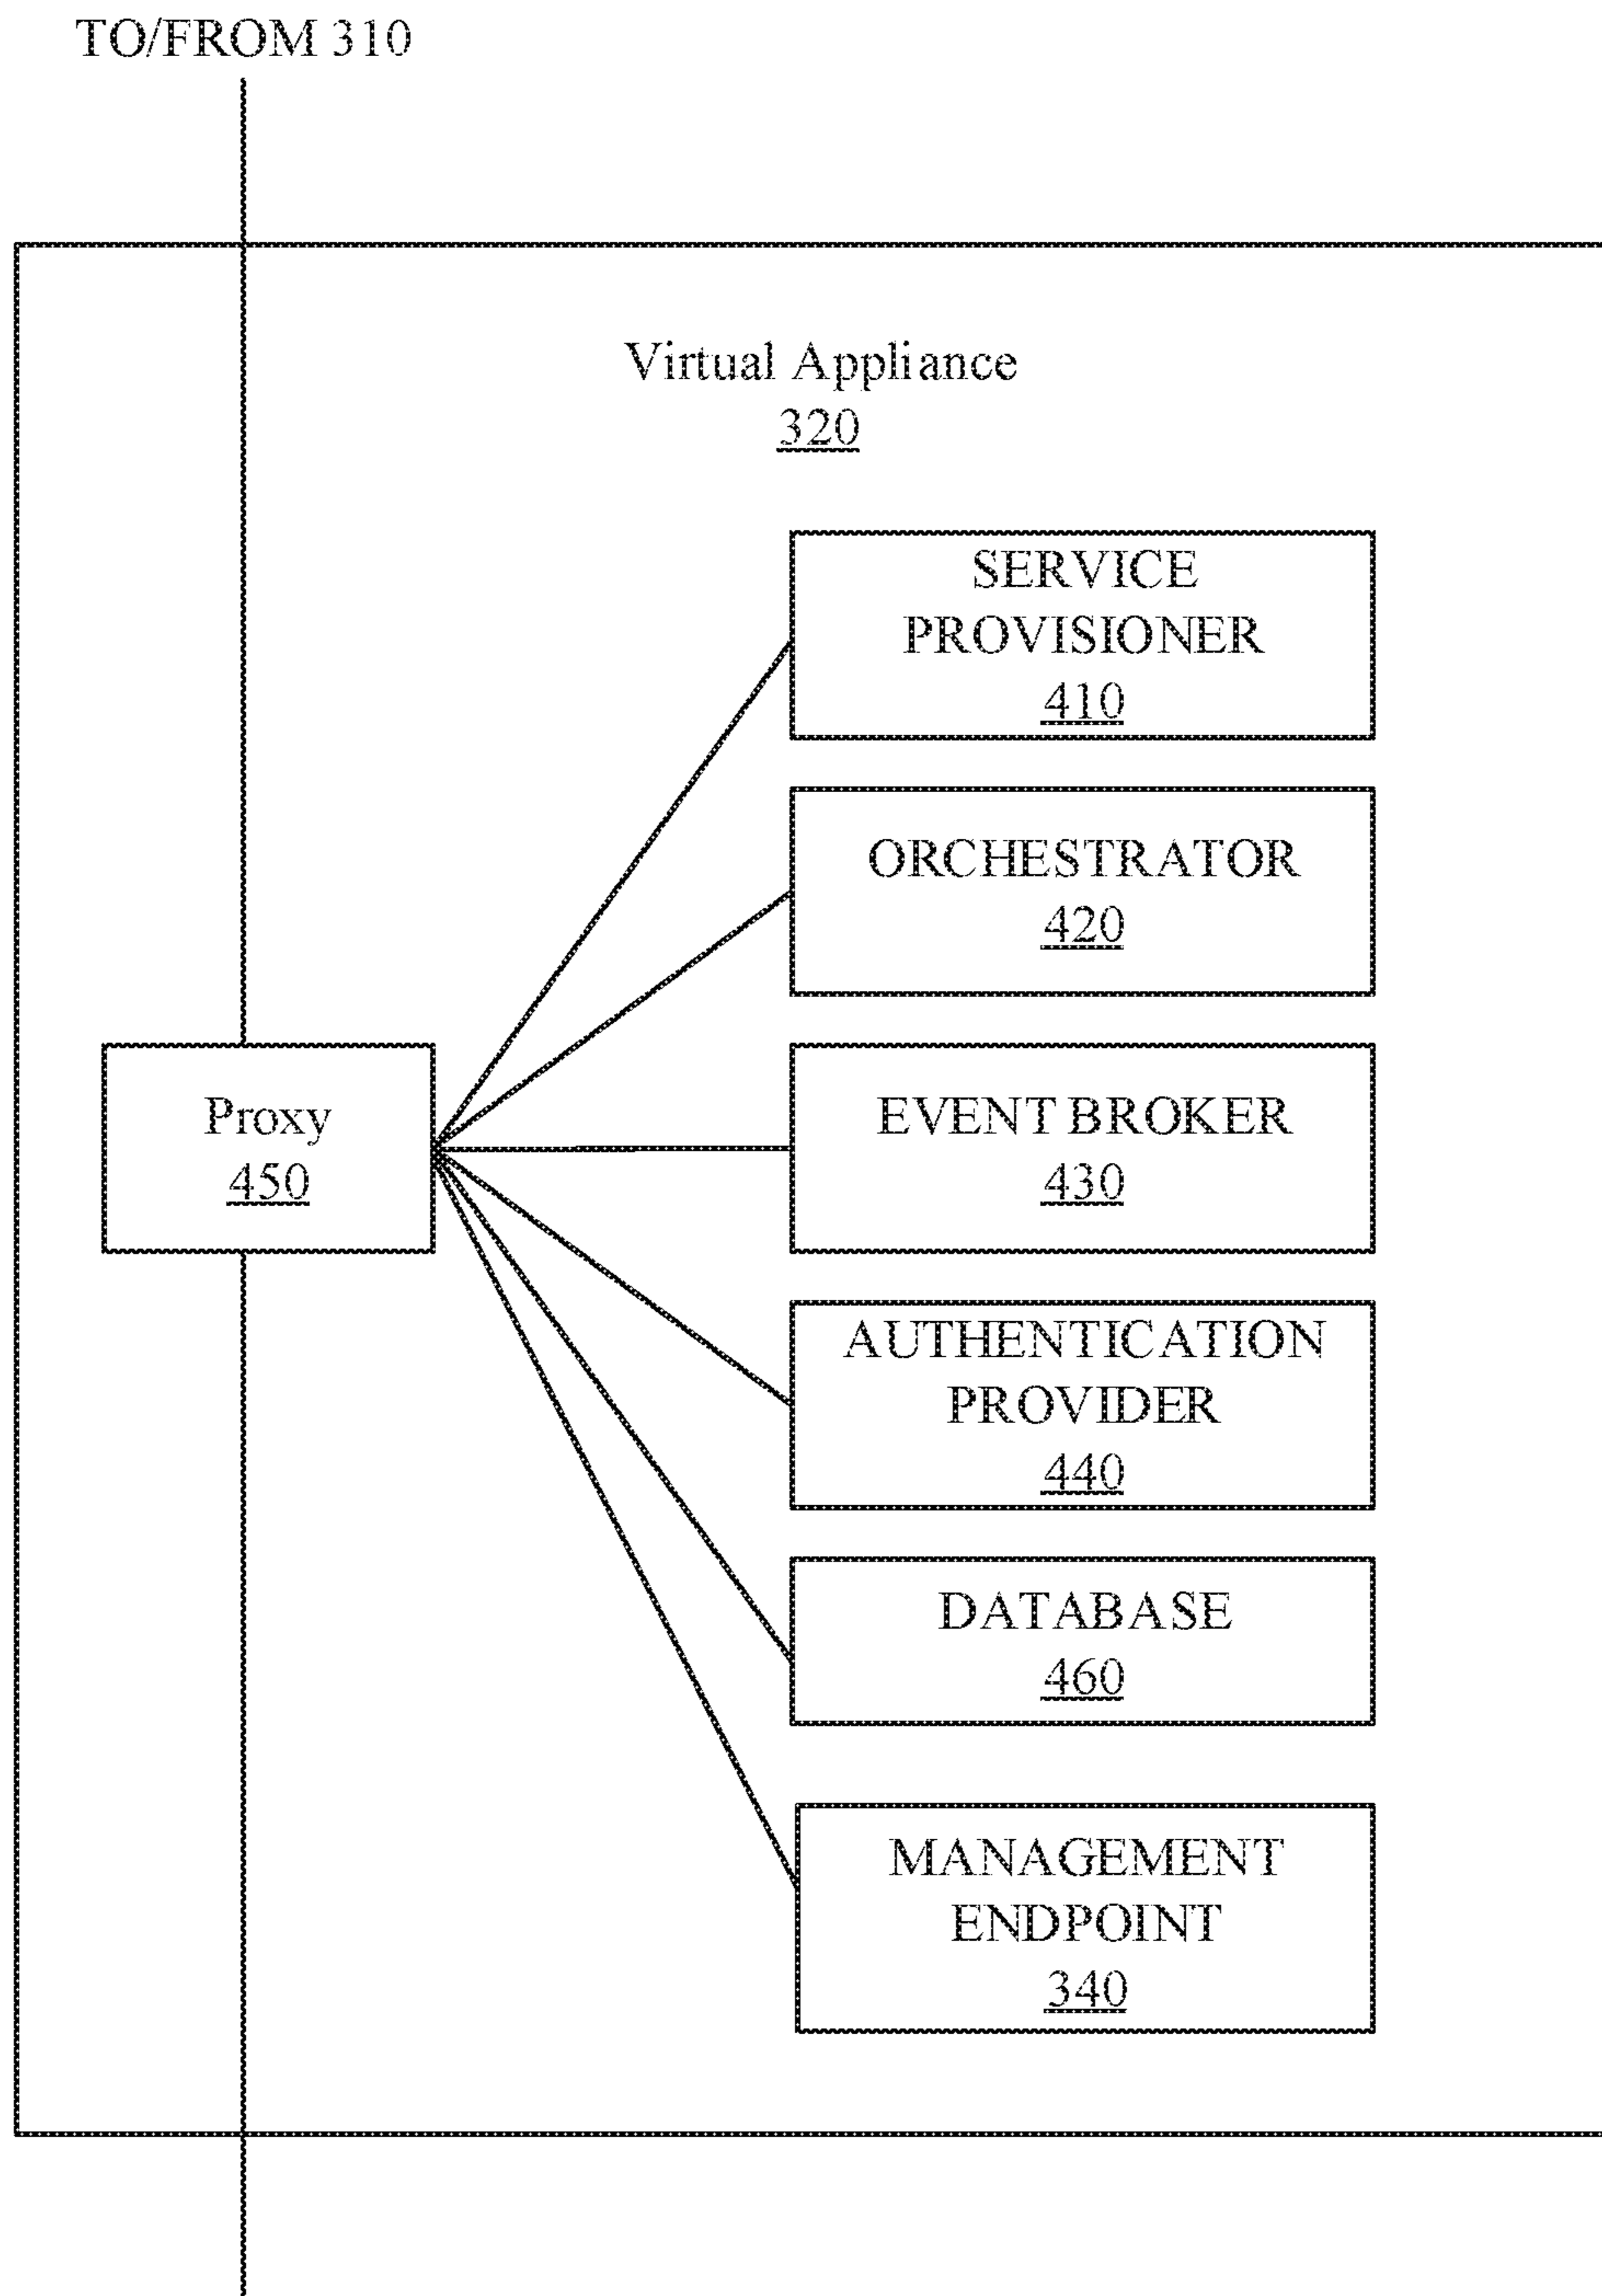 TO/FROM 310
Virtual Appliance
320
SERVICE
PROVISIONER
410
ORCHESTRATOR
420
Proxy
450
EVENT BROKER
430
AUTHENTICATION
PROVIDER
440
DATABASE
460
MANAGEMENT
ENDPOINT
340